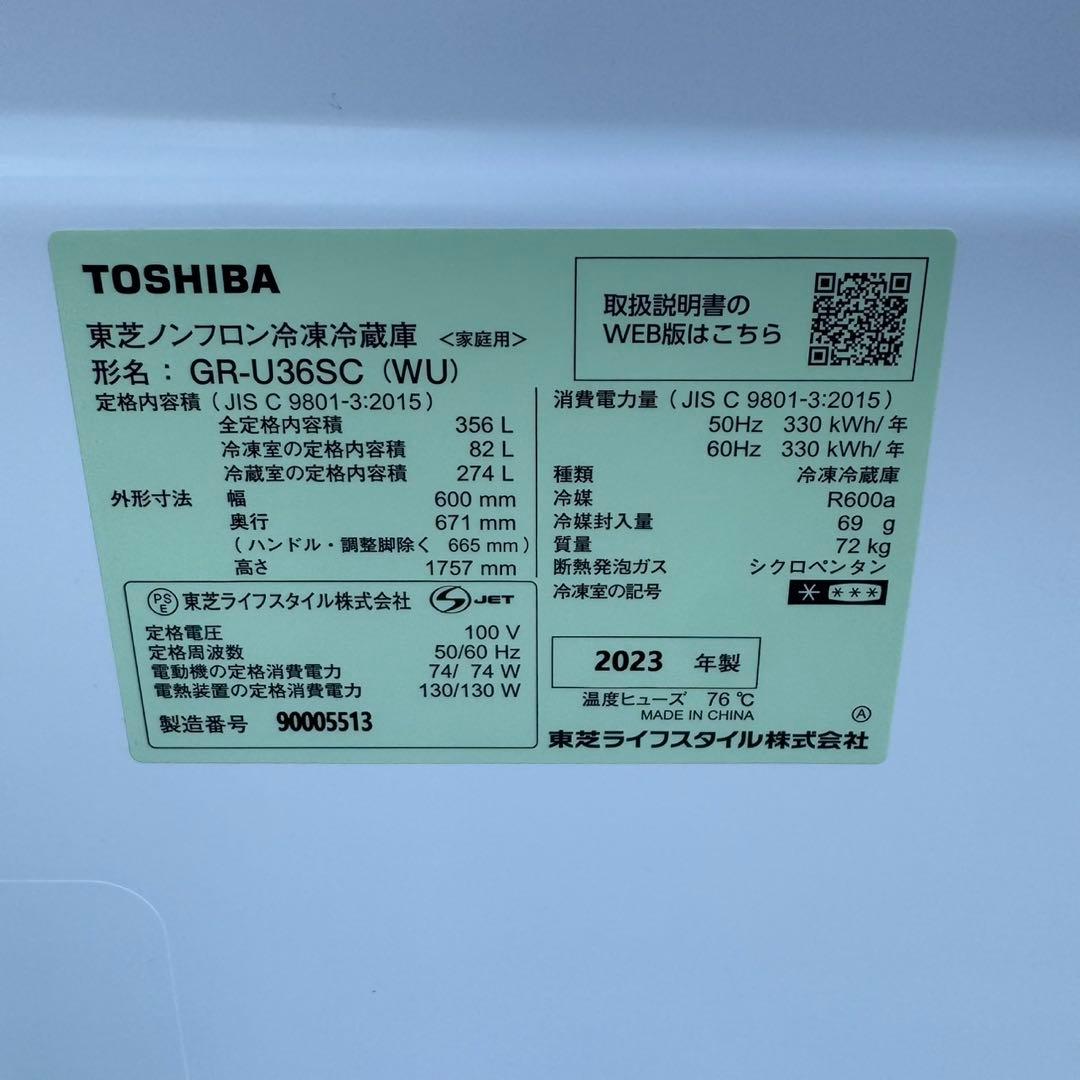 TOSHIBA
東芝ノンフロン冷凍冷蔵庫 <家庭用>
形名： GR-U36SC (WU)
定格内容積 ( JIS C 9801-3:2015 )
全定格内容積 356 L
冷凍室の定格内容積 82 L
冷蔵室の定格内容積 274 L
外形寸法 幅 600 mm
奥行 671 mm
( ハンドル・調整脚除く 665 mm )
高さ 1757 mm
PSE 東芝ライフスタイル株式会社 S JET
定格電圧 100 V
定格周波数 50/60 Hz
電動機の定格消費電力 74/ 74 W
電熱装置の定格消費電力 130/130 W
製造番号 90005513
取扱説明書の
WEB版はこちら
消費電力量 ( JIS C 9801-3:2015 )
50Hz 330 kWh/年
60Hz 330 kWh/年
種類 冷凍冷蔵庫
冷媒 R600a
冷媒封入量 69 g
質量 72 kg
断熱発泡ガス シクロペンタン
冷凍室の記号 * ***
2023 年製
温度ヒューズ 76 ℃
MADE IN CHINA Ⓐ
東芝ライフスタイル株式会社